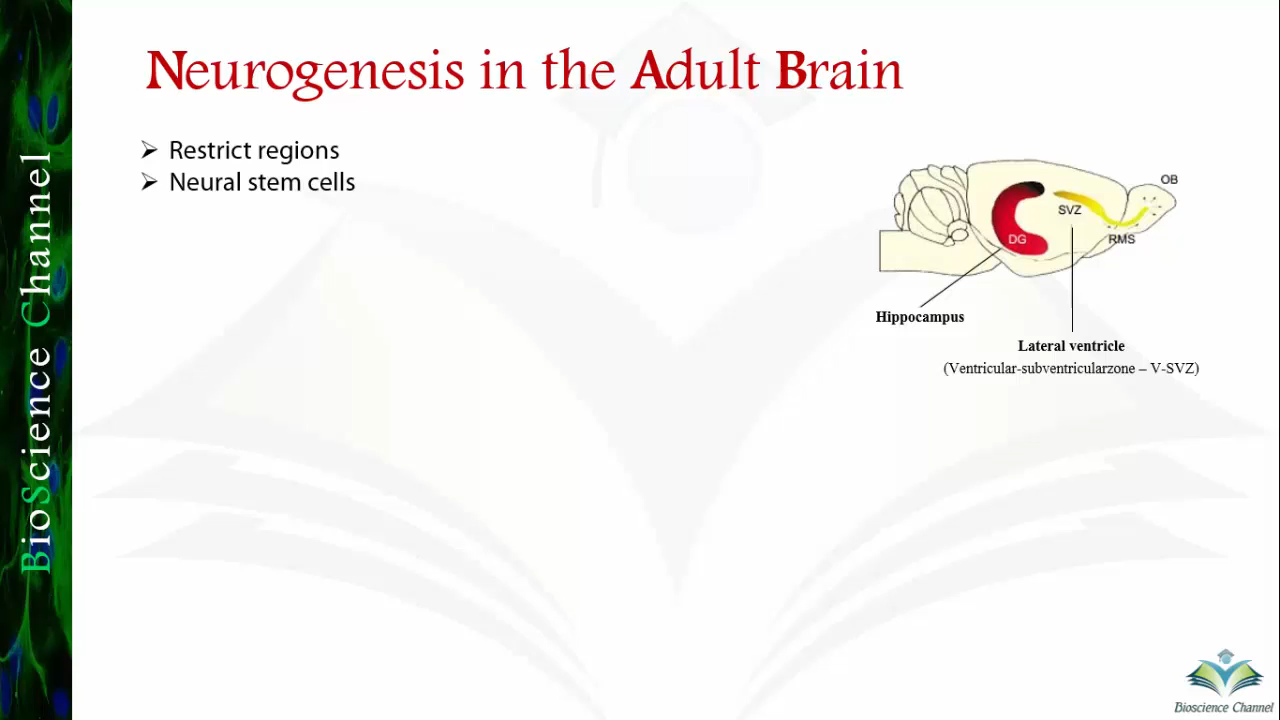 Neurogenesis in the Adult Brain
➢ Restrict regions
➢ Neural stem cells
OB
SVZ
DG
RMS
Hippocampus
Lateral ventricle
(Ventricular-subventricularzone – V-SVZ)
BioScience Channel
Bioscience Channel